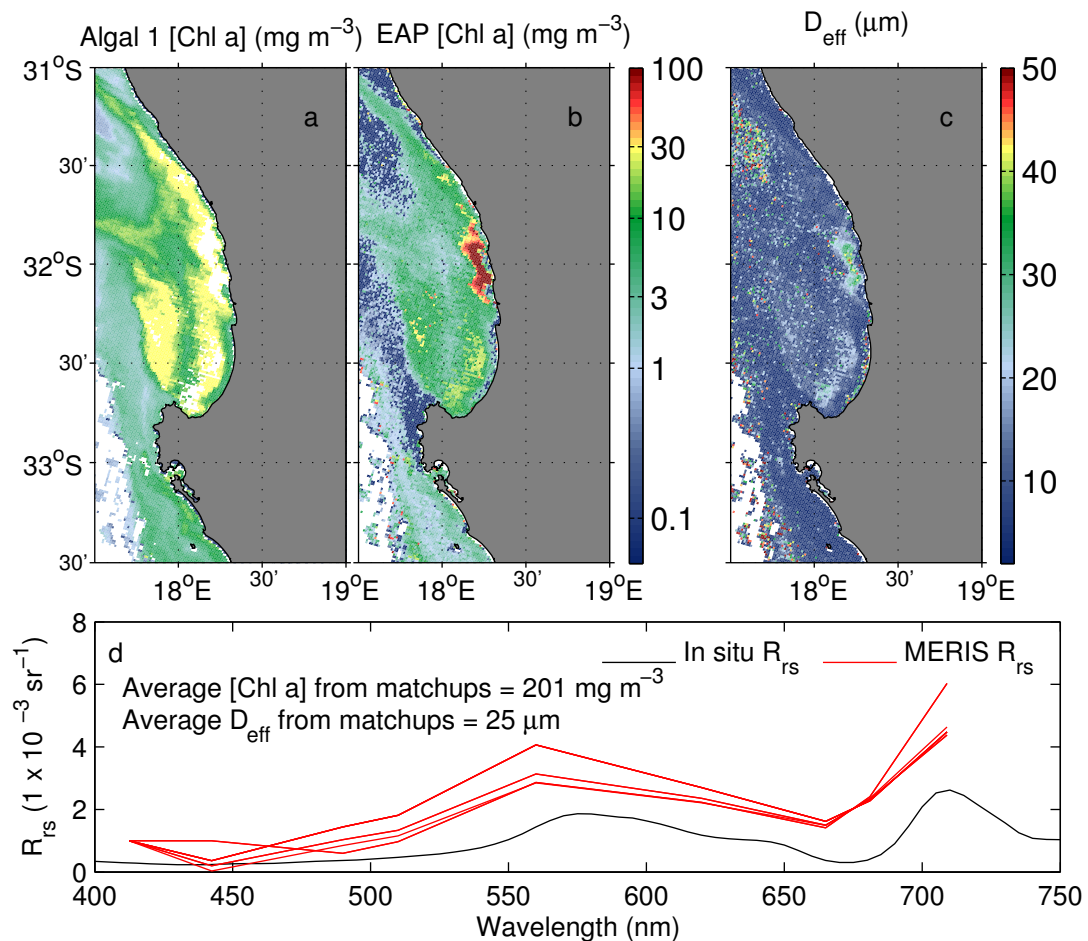 Algal 1 [Chl a] (mg m⁻³) EAP [Chl a] (mg m⁻³) D_eff (μm)
31°S
30'
32°S
30'
33°S
30'
a
b
c
18°E 30' 19°E
18°E 30' 19°E
18°E 30' 19°E
100
30
10
3
1
0.1
50
40
30
20
10
8
6
4
2
0
R_rs (1 x 10⁻³ sr⁻¹)
d
In situ R_rs MERIS R_rs
Average [Chl a] from matchups = 201 mg m⁻³
Average D_eff from matchups = 25 μm
400 450 500 550 600 650 700 750
Wavelength (nm)